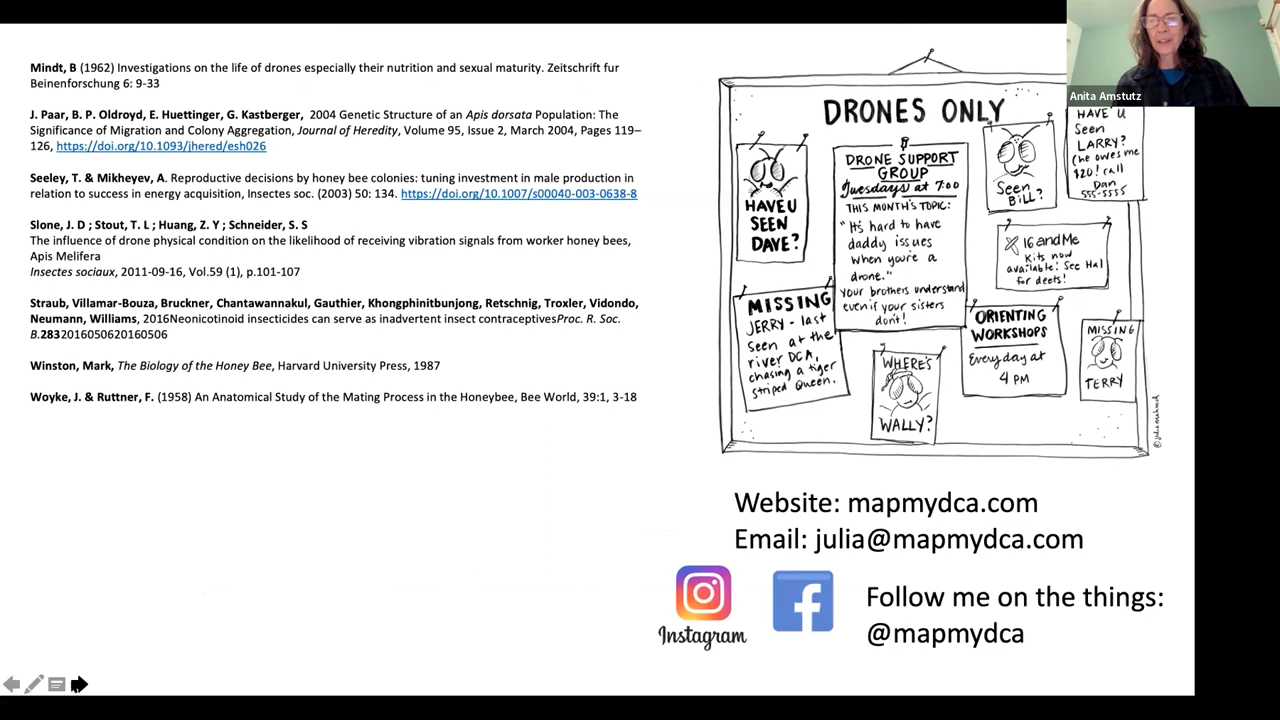 Mindt, B (1962) Investigations on the life of drones especially their nutrition and sexual maturity. Zeitschrift fur
Beinenforschung 6: 9-33
J. Paar, B. P. Oldroyd, E. Huettinger, G. Kastberger, 2004 Genetic Structure of an Apis dorsata Population: The
Significance of Migration and Colony Aggregation, Journal of Heredity, Volume 95, Issue 2, March 2004, Pages 119–
126, https://doi.org/10.1093/jhered/esh026
Seeley, T. & Mikheyev, A. Reproductive decisions by honey bee colonies: tuning investment in male production in
relation to success in energy acquisition, Insectes soc. (2003) 50: 134. https://doi.org/10.1007/s00040-003-0638-8
Slone, J. D ; Stout, T. L ; Huang, Z. Y ; Schneider, S. S
The influence of drone physical condition on the likelihood of receiving vibration signals from worker honey bees,
Apis Melifera
Insectes sociaux, 2011-09-16, Vol.59 (1), p.101-107
Straub, Villamar-Bouza, Bruckner, Chantawannakul, Gauthier, Khongphinitbunjong, Retschnig, Troxler, Vidondo,
Neumann, Williams, 2016Neonicotinoid insecticides can serve as inadvertent insect contraceptivesProc. R. Soc.
B.2832016050620160506
Winston, Mark, The Biology of the Honey Bee, Harvard University Press, 1987
Woyke, J. & Ruttner, F. (1958) An Anatomical Study of the Mating Process in the Honeybee, Bee World, 39:1, 3-18
Anita Amstutz
DRONES ONLY
HAVE U
SEEN
DAVE?
DRONE SUPPORT
GROUP
Tuesdays at 7:00
THIS MONTH'S TOPIC:
"It's hard to have
daddy issues
when you're a
drone."
Your brothers understand
even if your sisters
don't!
Seen
BILL?
HAVE U
Seen
LARRY?
(he owes me
$20! call
Dan
555-5555
16 and Me
Kits now
available! See Hal
for deets!
MISSING
JERRY - last
seen at the
river DCA,
chasing a tiger
striped Queen.
WHERE'S
WALLY?
ORIENTING
WORKSHOPS
Everyday at
4 PM
MISSING
TERRY
Website: mapmydca.com
Email: julia@mapmydca.com
Instagram
Follow me on the things:
@mapmydca